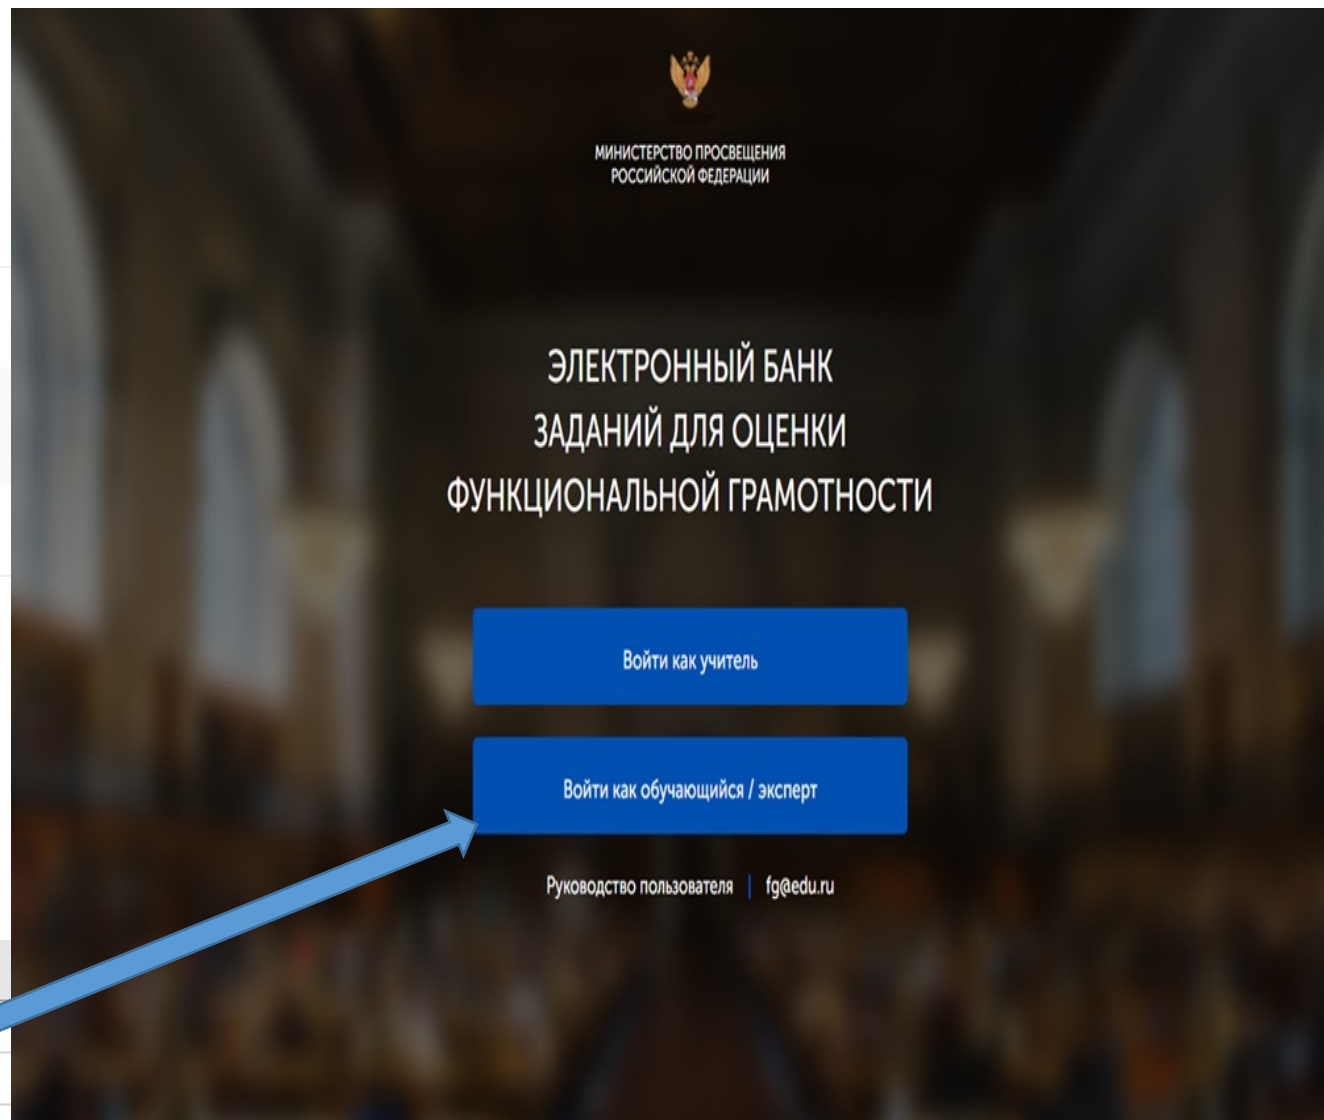 МИНИСТЕРСТВО ПРОСВЕЩЕНИЯ
РОССИЙСКОЙ ФЕДЕРАЦИИ
ЭЛЕКТРОННЫЙ БАНК
ЗАДАНИЙ ДЛЯ ОЦЕНКИ
ФУНКЦИОНАЛЬНОЙ ГРАМОТНОСТИ
Войти как учитель
Войти как обучающийся / эксперт
Руководство пользователя | fg@edu.ru